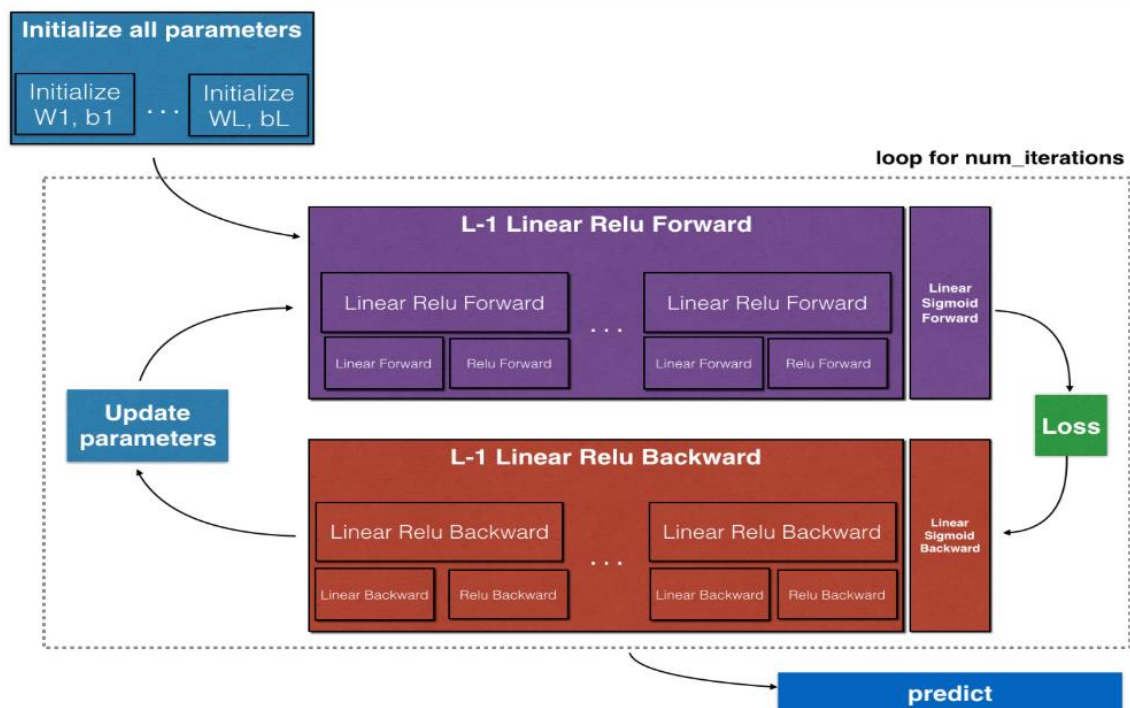 Initialize all parameters
Initialize
W1, b1
. . .
Initialize
WL, bL
loop for num_iterations
L-1 Linear Relu Forward
Linear Relu Forward
. . .
Linear Relu Forward
Linear Forward
Relu Forward
Linear Forward
Relu Forward
Linear
Sigmoid
Forward
Update
parameters
Loss
L-1 Linear Relu Backward
Linear Relu Backward
. . .
Linear Relu Backward
Linear Backward
Relu Backward
Linear Backward
Relu Backward
Linear
Sigmoid
Backward
predict